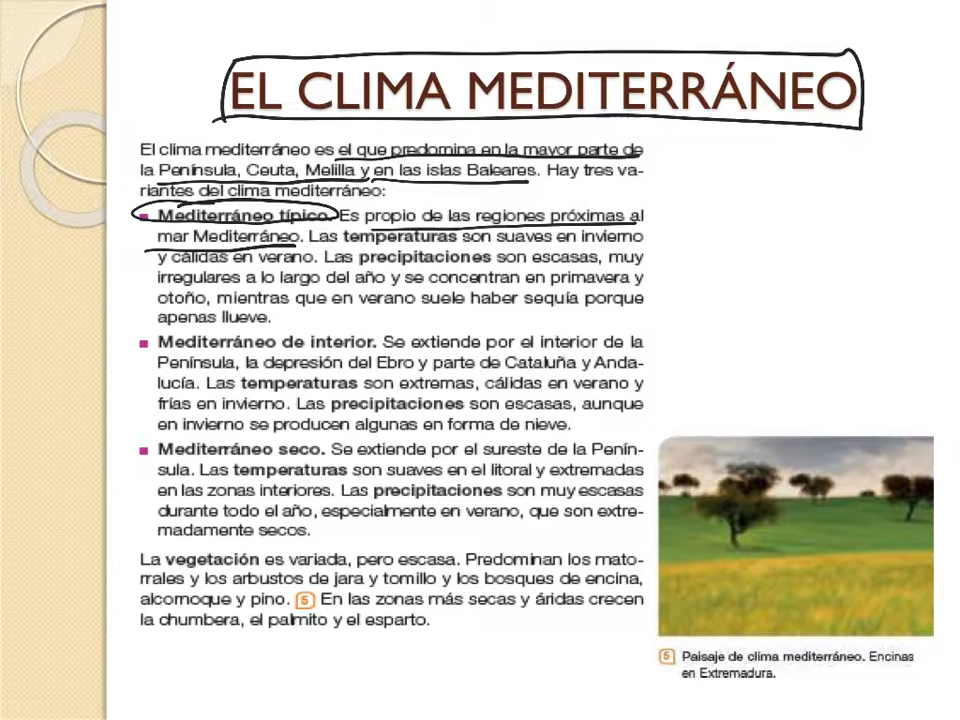 EL CLIMA MEDITERRÁNEO
El clima mediterráneo es el que predomina en la mayor parte de
la Península, Ceuta, Melilla y en las islas Baleares. Hay tres va-
riantes del clima mediterráneo:
Mediterráneo típico. Es propio de las regiones próximas al
mar Mediterráneo. Las temperaturas son suaves en invierno
y cálidas en verano. Las precipitaciones son escasas, muy
irregulares a lo largo del año y se concentran en primavera y
otoño, mientras que en verano suele haber sequía porque
apenas llueve.
Mediterráneo de interior. Se extiende por el interior de la
Península, la depresión del Ebro y parte de Cataluña y Anda-
lucía. Las temperaturas son extremas, cálidas en verano y
frías en invierno. Las precipitaciones son escasas, aunque
en invierno se producen algunas en forma de nieve.
Mediterráneo seco. Se extiende por el sureste de la Penín-
sula. Las temperaturas son suaves en el litoral y extremadas
en las zonas interiores. Las precipitaciones son muy escasas
durante todo el año, especialmente en verano, que son extre-
madamente secos.
La vegetación es variada, pero escasa. Predominan los mato-
rrales y los arbustos de jara y tomillo y los bosques de encina,
alcornoque y pino. 5 En las zonas más secas y áridas crecen
la chumbera, el palmito y el esparto.
5 Paisaje de clima mediterráneo. Encinas
en Extremadura.